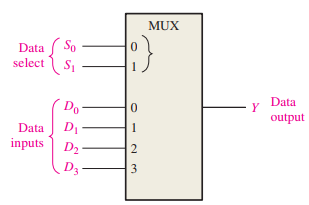 MUX
Data select
S₀ 0
S₁ 1
Data inputs
D₀ 0
D₁ 1
D₂ 2
D₃ 3
Y Data output